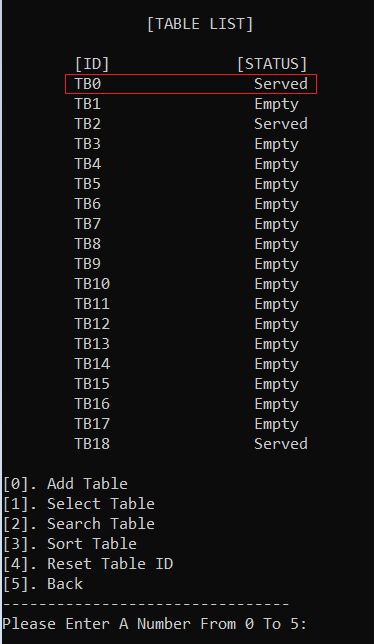 [TABLE LIST]
[ID] [STATUS]
TB0 Served
TB1 Empty
TB2 Served
TB3 Empty
TB4 Empty
TB5 Empty
TB6 Empty
TB7 Empty
TB8 Empty
TB9 Empty
TB10 Empty
TB11 Empty
TB12 Empty
TB13 Empty
TB14 Empty
TB15 Empty
TB16 Empty
TB17 Empty
TB18 Served
[0]. Add Table
[1]. Select Table
[2]. Search Table
[3]. Sort Table
[4]. Reset Table ID
[5]. Back
--------------------------------
Please Enter A Number From 0 To 5: